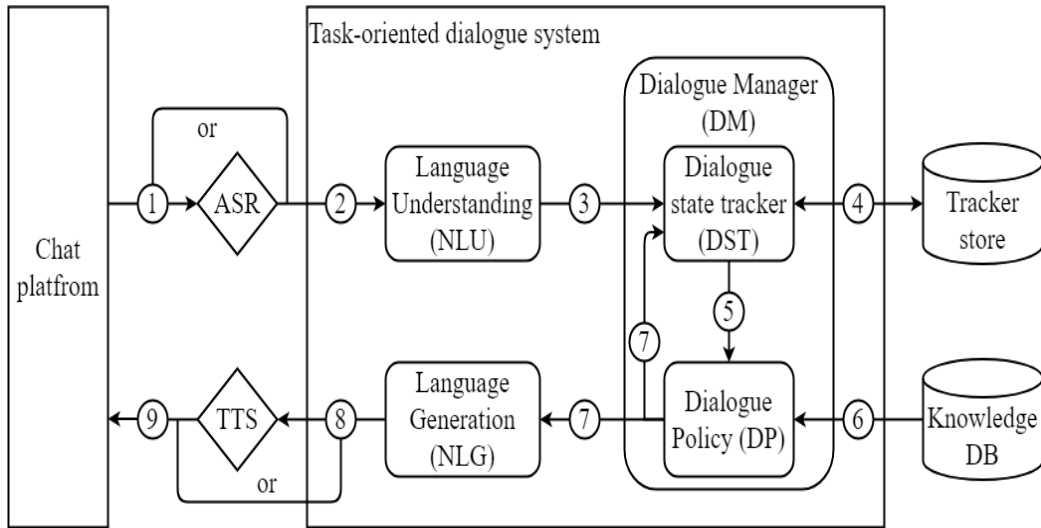 Task-oriented dialogue system
Dialogue Manager
(DM)
or
1
ASR
2
Language
Understanding
(NLU)
3
Dialogue
state tracker
(DST)
4
Tracker
store
Chat
platfrom
5
7
9
TTS
8
Language
Generation
(NLG)
7
Dialogue
Policy (DP)
6
Knowledge
DB
or